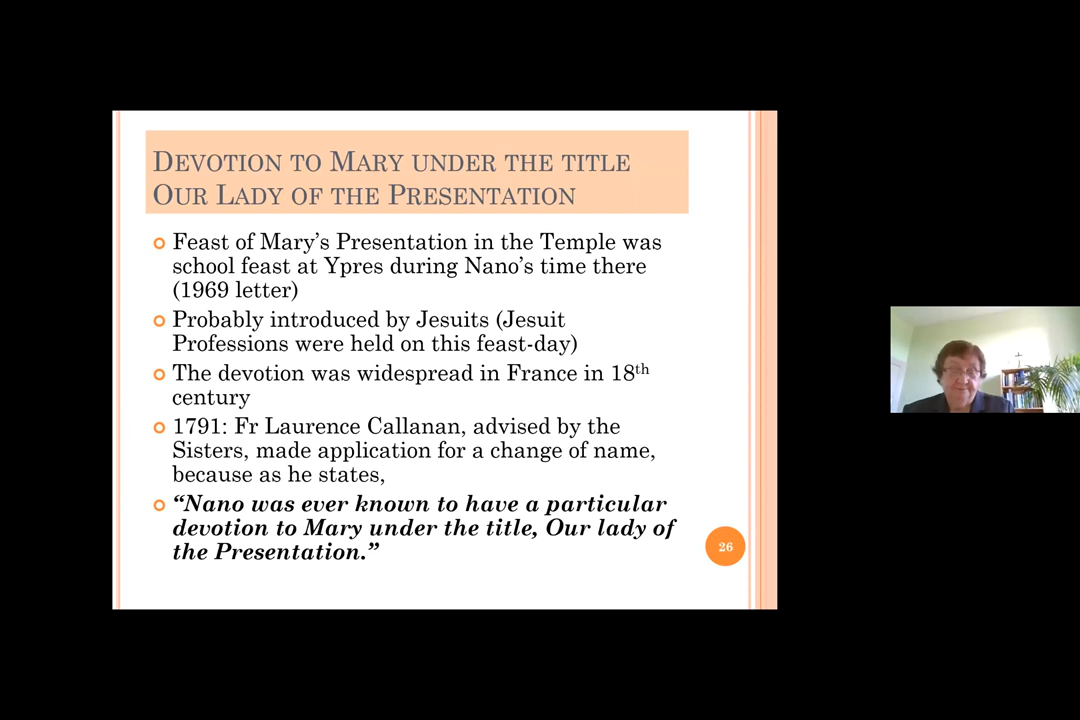 DEVOTION TO MARY UNDER THE TITLE
OUR LADY OF THE PRESENTATION
Feast of Mary’s Presentation in the Temple was
school feast at Ypres during Nano’s time there
(1969 letter)
Probably introduced by Jesuits (Jesuit
Professions were held on this feast-day)
The devotion was widespread in France in 18th
century
1791: Fr Laurence Callanan, advised by the
Sisters, made application for a change of name,
because as he states,
“Nano was ever known to have a particular
devotion to Mary under the title, Our lady of
the Presentation.”
26